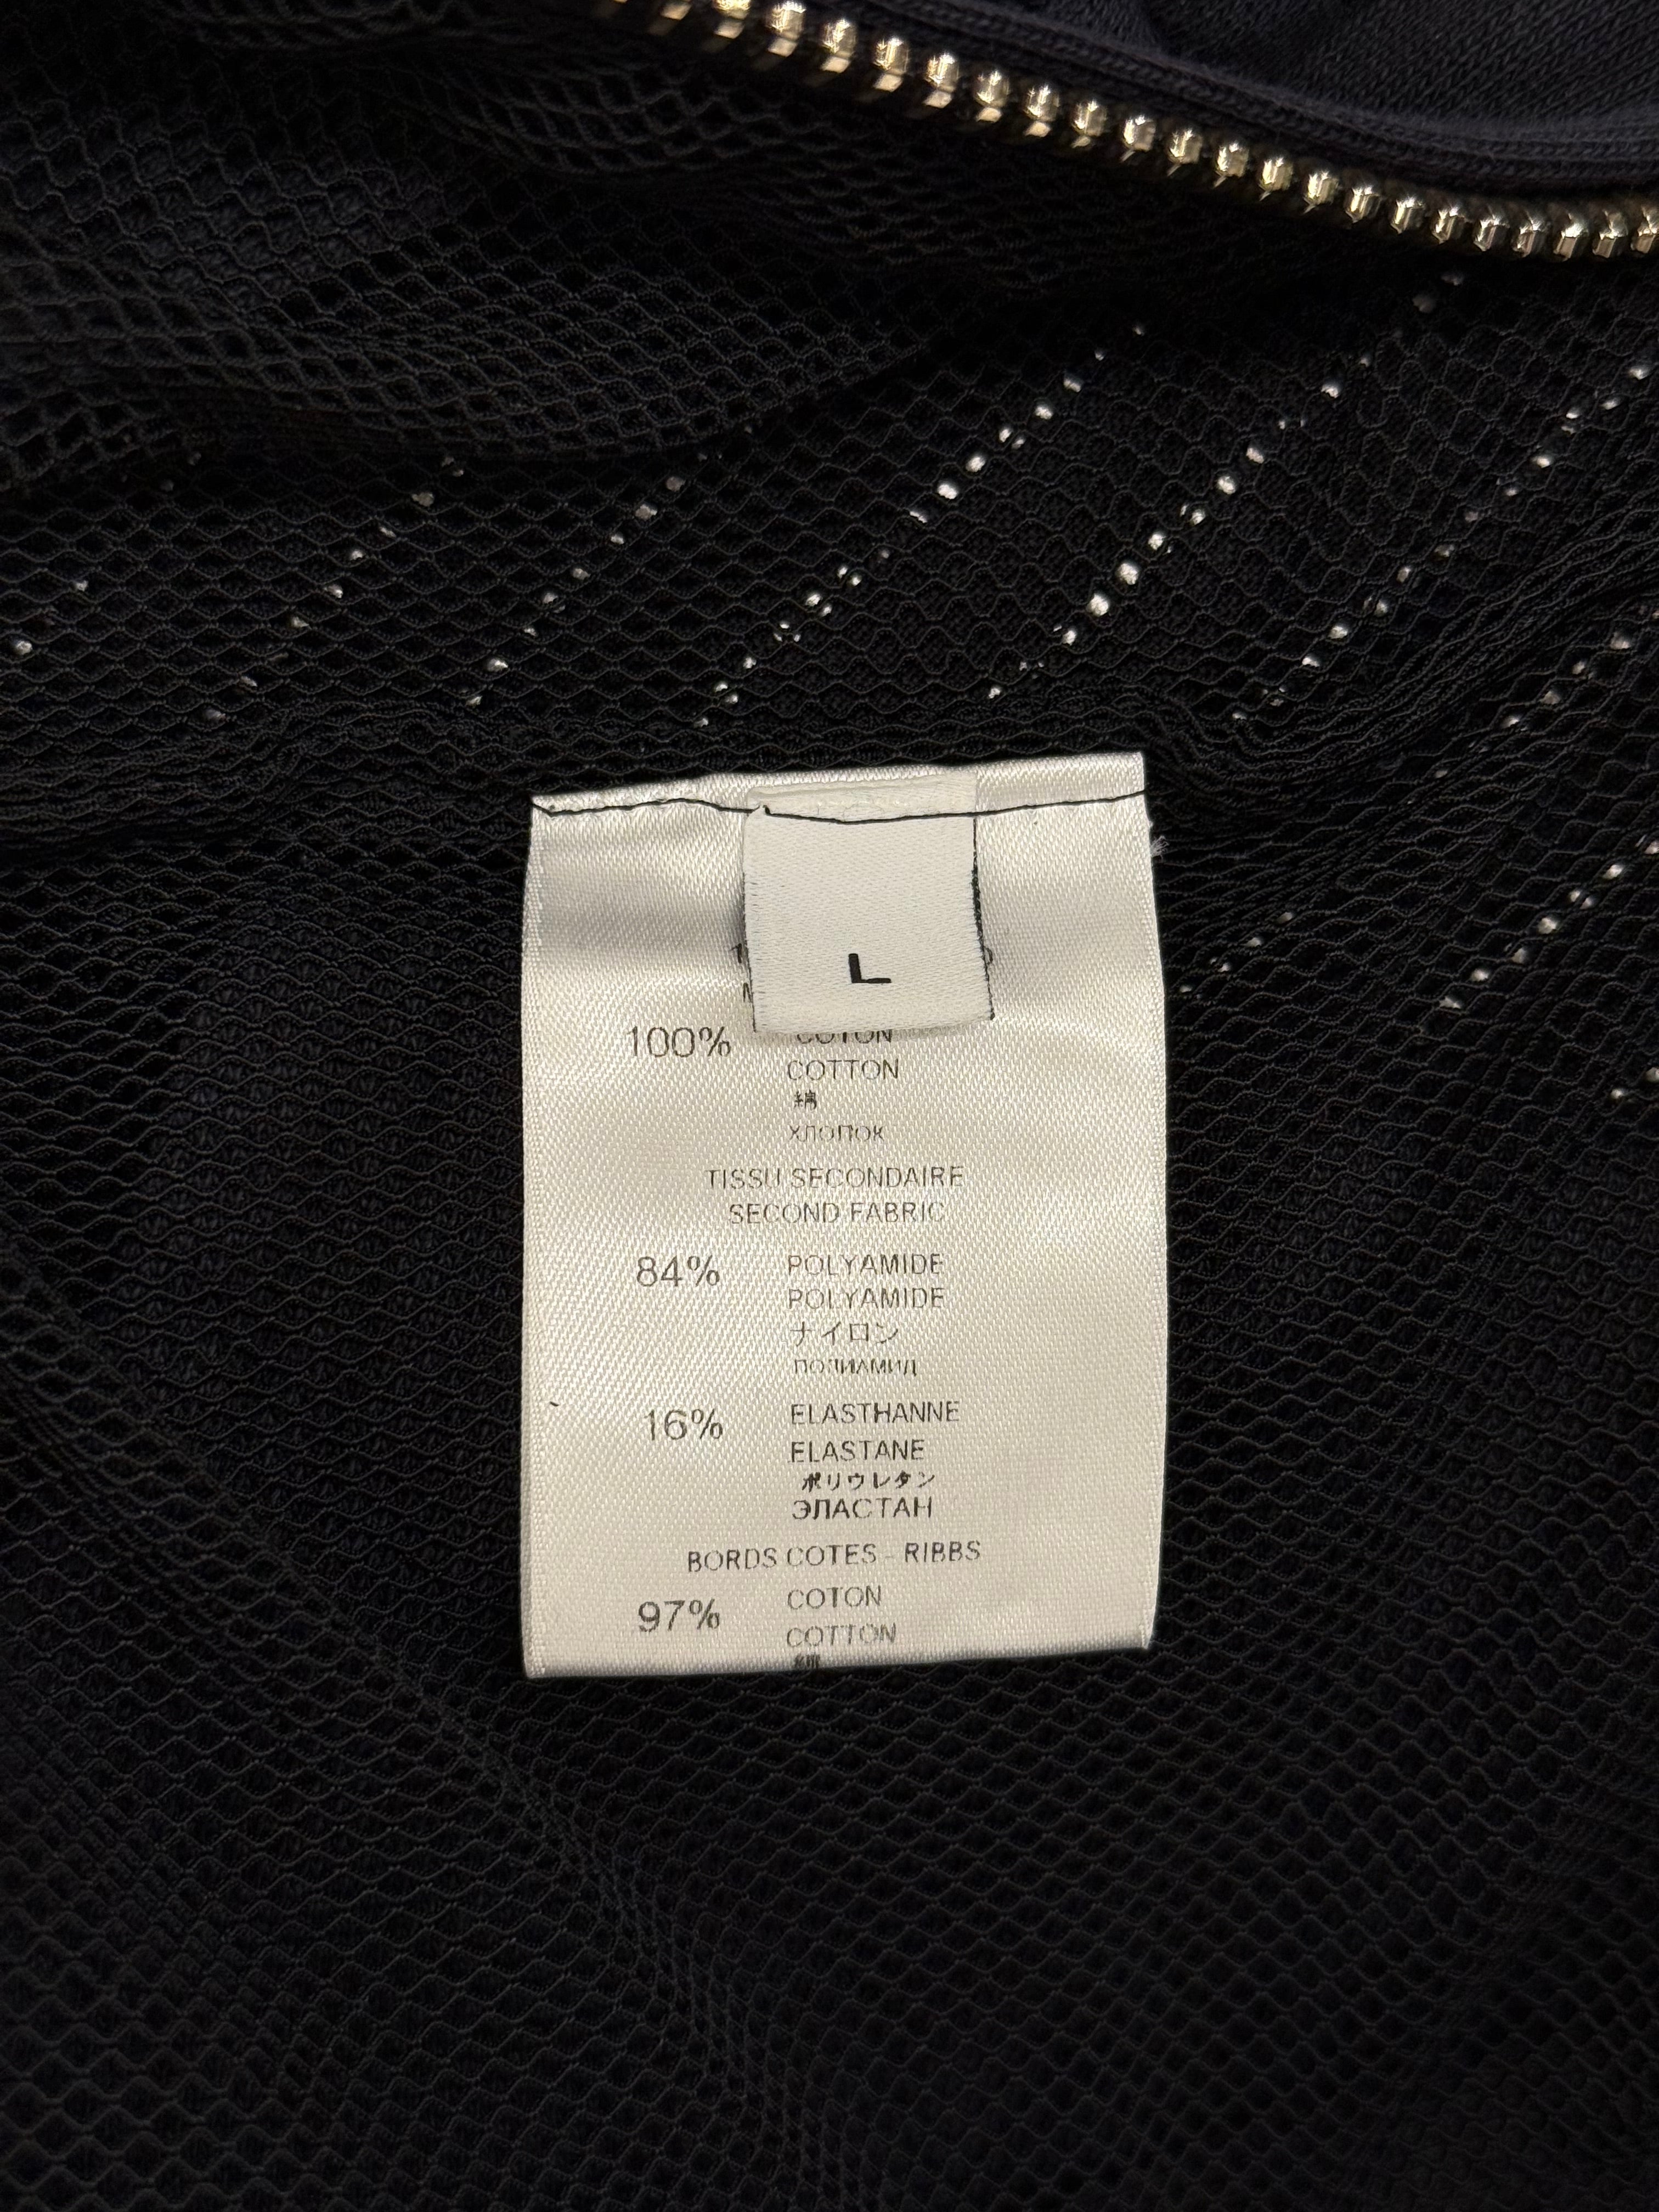 L
100% COTON
COTTON
綿
ХЛОПОК
TISSU SECONDAIRE
SECOND FABRIC
84% POLYAMIDE
POLYAMIDE
ナイロン
ПОЛИАМИД
16% ELASTHANNE
ELASTANE
ポリウレタン
ЭЛАСТАН
BORDS COTES - RIBBS
97% COTON
COTTON
綿